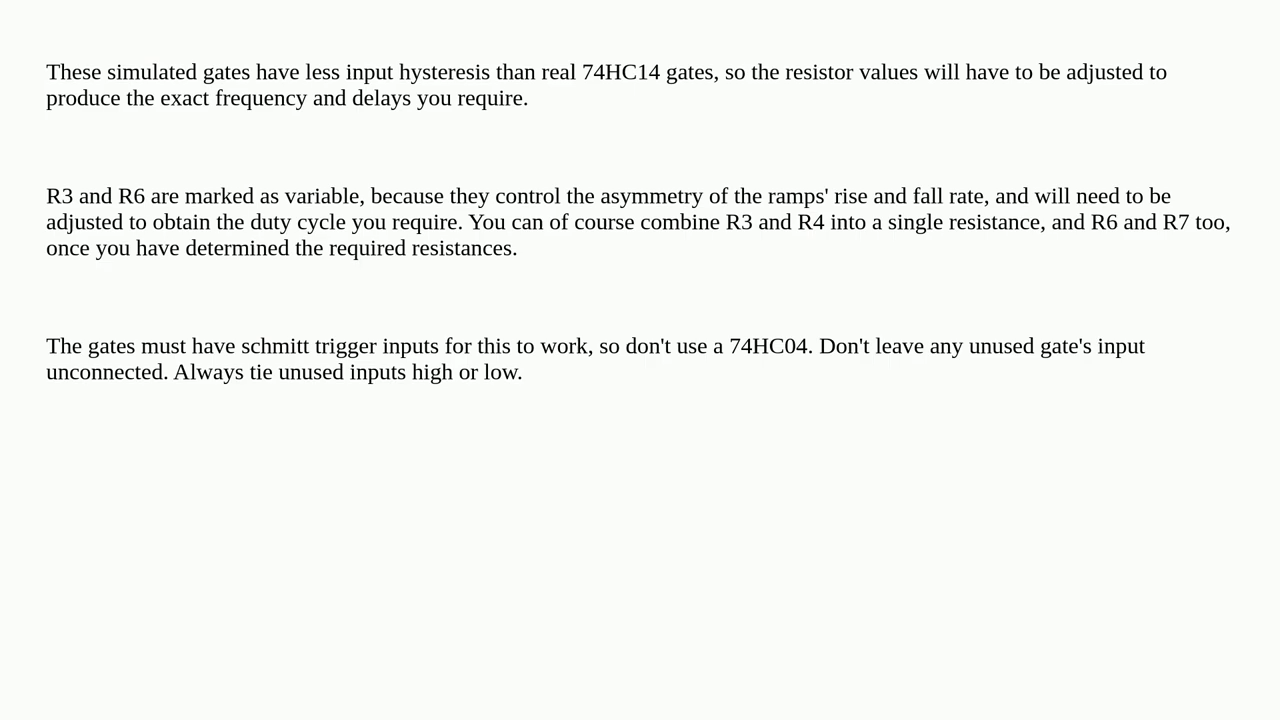 These simulated gates have less input hysteresis than real 74HC14 gates, so the resistor values will have to be adjusted to
produce the exact frequency and delays you require.
R3 and R6 are marked as variable, because they control the asymmetry of the ramps' rise and fall rate, and will need to be
adjusted to obtain the duty cycle you require. You can of course combine R3 and R4 into a single resistance, and R6 and R7 too,
once you have determined the required resistances.
The gates must have schmitt trigger inputs for this to work, so don't use a 74HC04. Don't leave any unused gate's input
unconnected. Always tie unused inputs high or low.